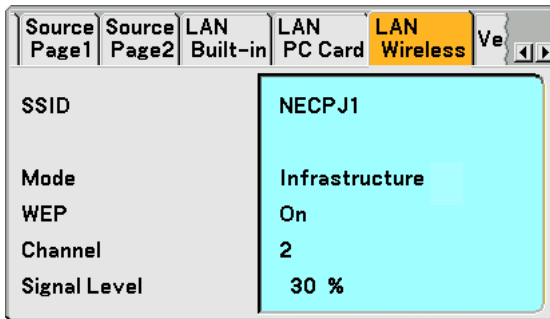 Source Page1 Source Page2 LAN Built-in LAN PC Card LAN Wireless Ve
SSID NECPJ1
Mode Infrastructure
WEP On
Channel 2
Signal Level 30 %